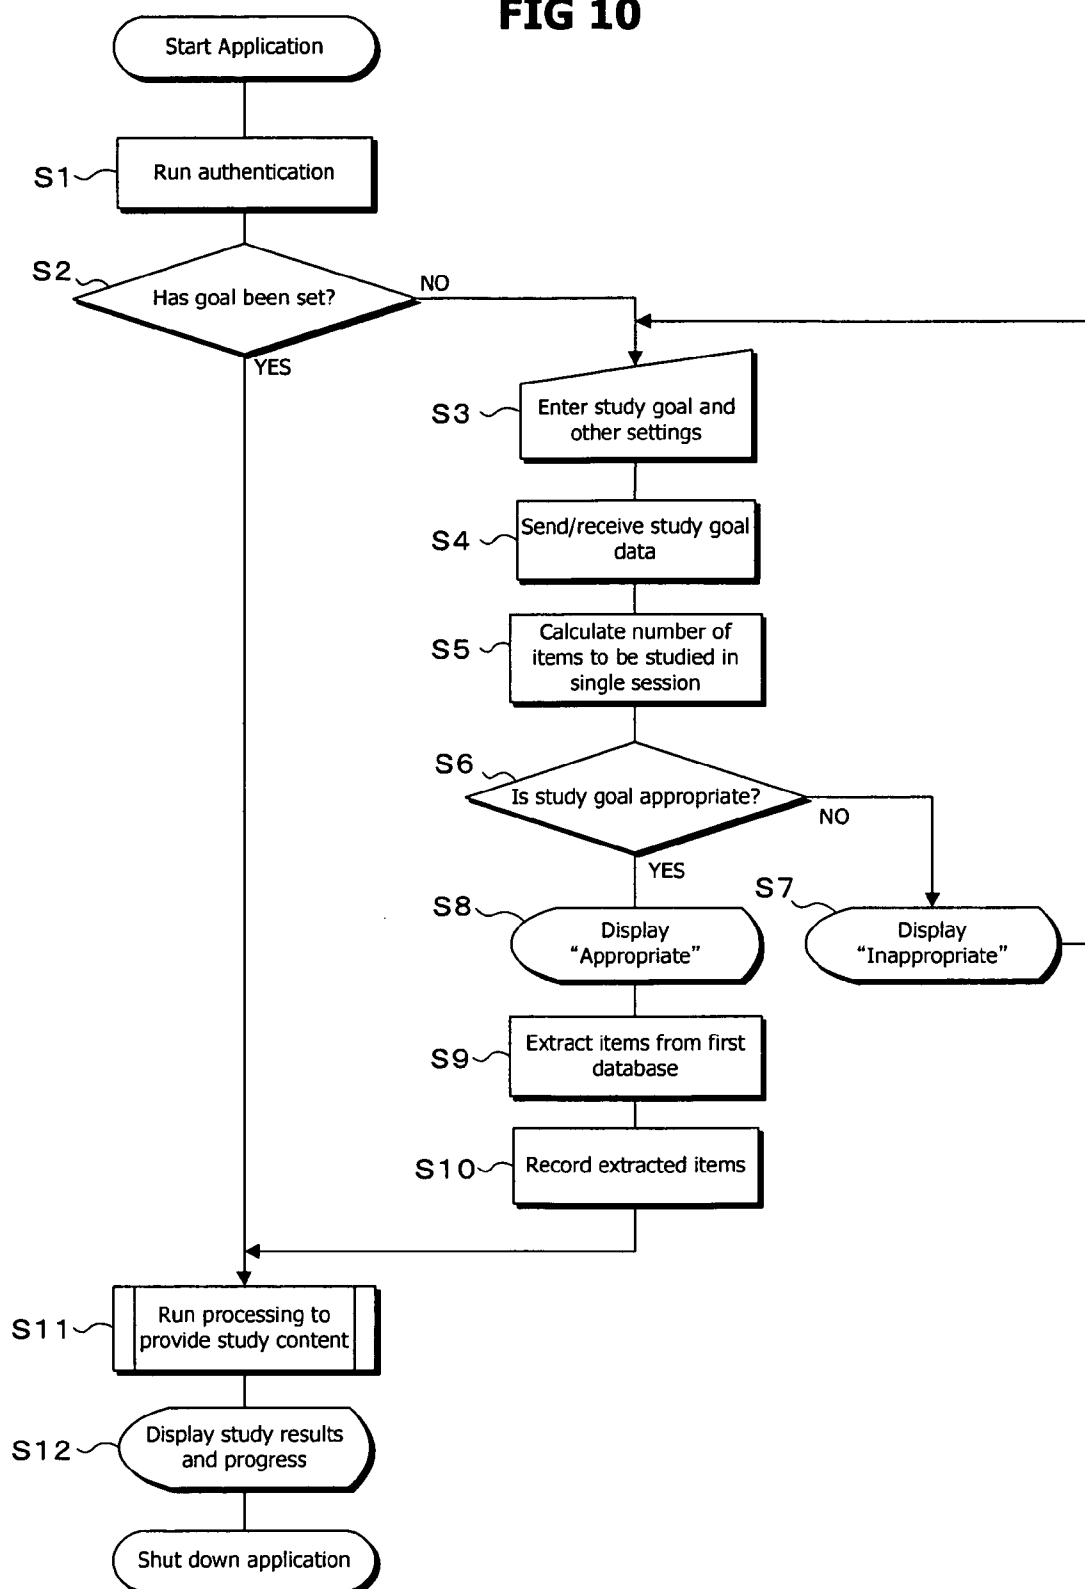 FIG 10
Start Application
S1
Run authentication
S2
Has goal been set?
NO
YES
S3
Enter study goal and
other settings
S4
Send/receive study goal
data
S5
Calculate number of
items to be studied in
single session
S6
Is study goal appropriate?
NO
YES
S8
Display
“Appropriate”
S7
Display
“Inappropriate”
S9
Extract items from first
database
S10
Record extracted items
S11
Run processing to
provide study content
S12
Display study results
and progress
Shut down application